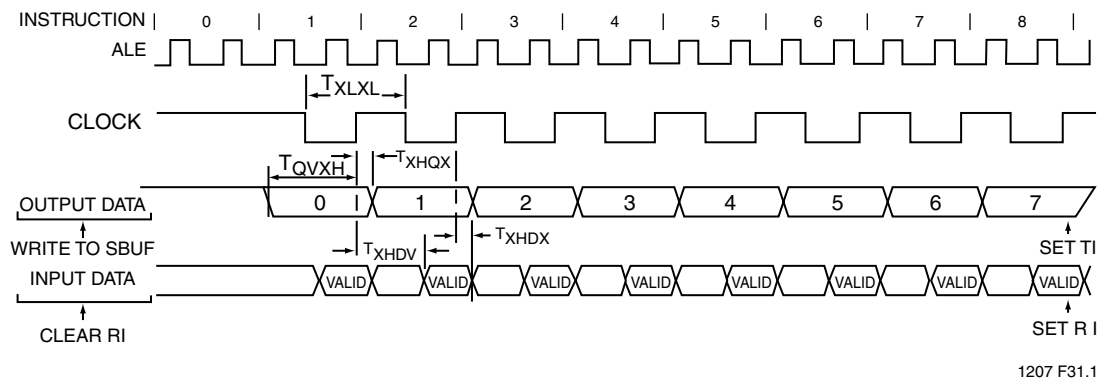 INSTRUCTION | 0 | 1 | 2 | 3 | 4 | 5 | 6 | 7 | 8 |
ALE
TXLXL
CLOCK
TQVXH
TXHQX
OUTPUT DATA 0 1 2 3 4 5 6 7
WRITE TO SBUF
TXHDV
TXHDX
SET TI
INPUT DATA VALID VALID VALID VALID VALID VALID VALID VALID
CLEAR RI
SET R I
1207 F31.1